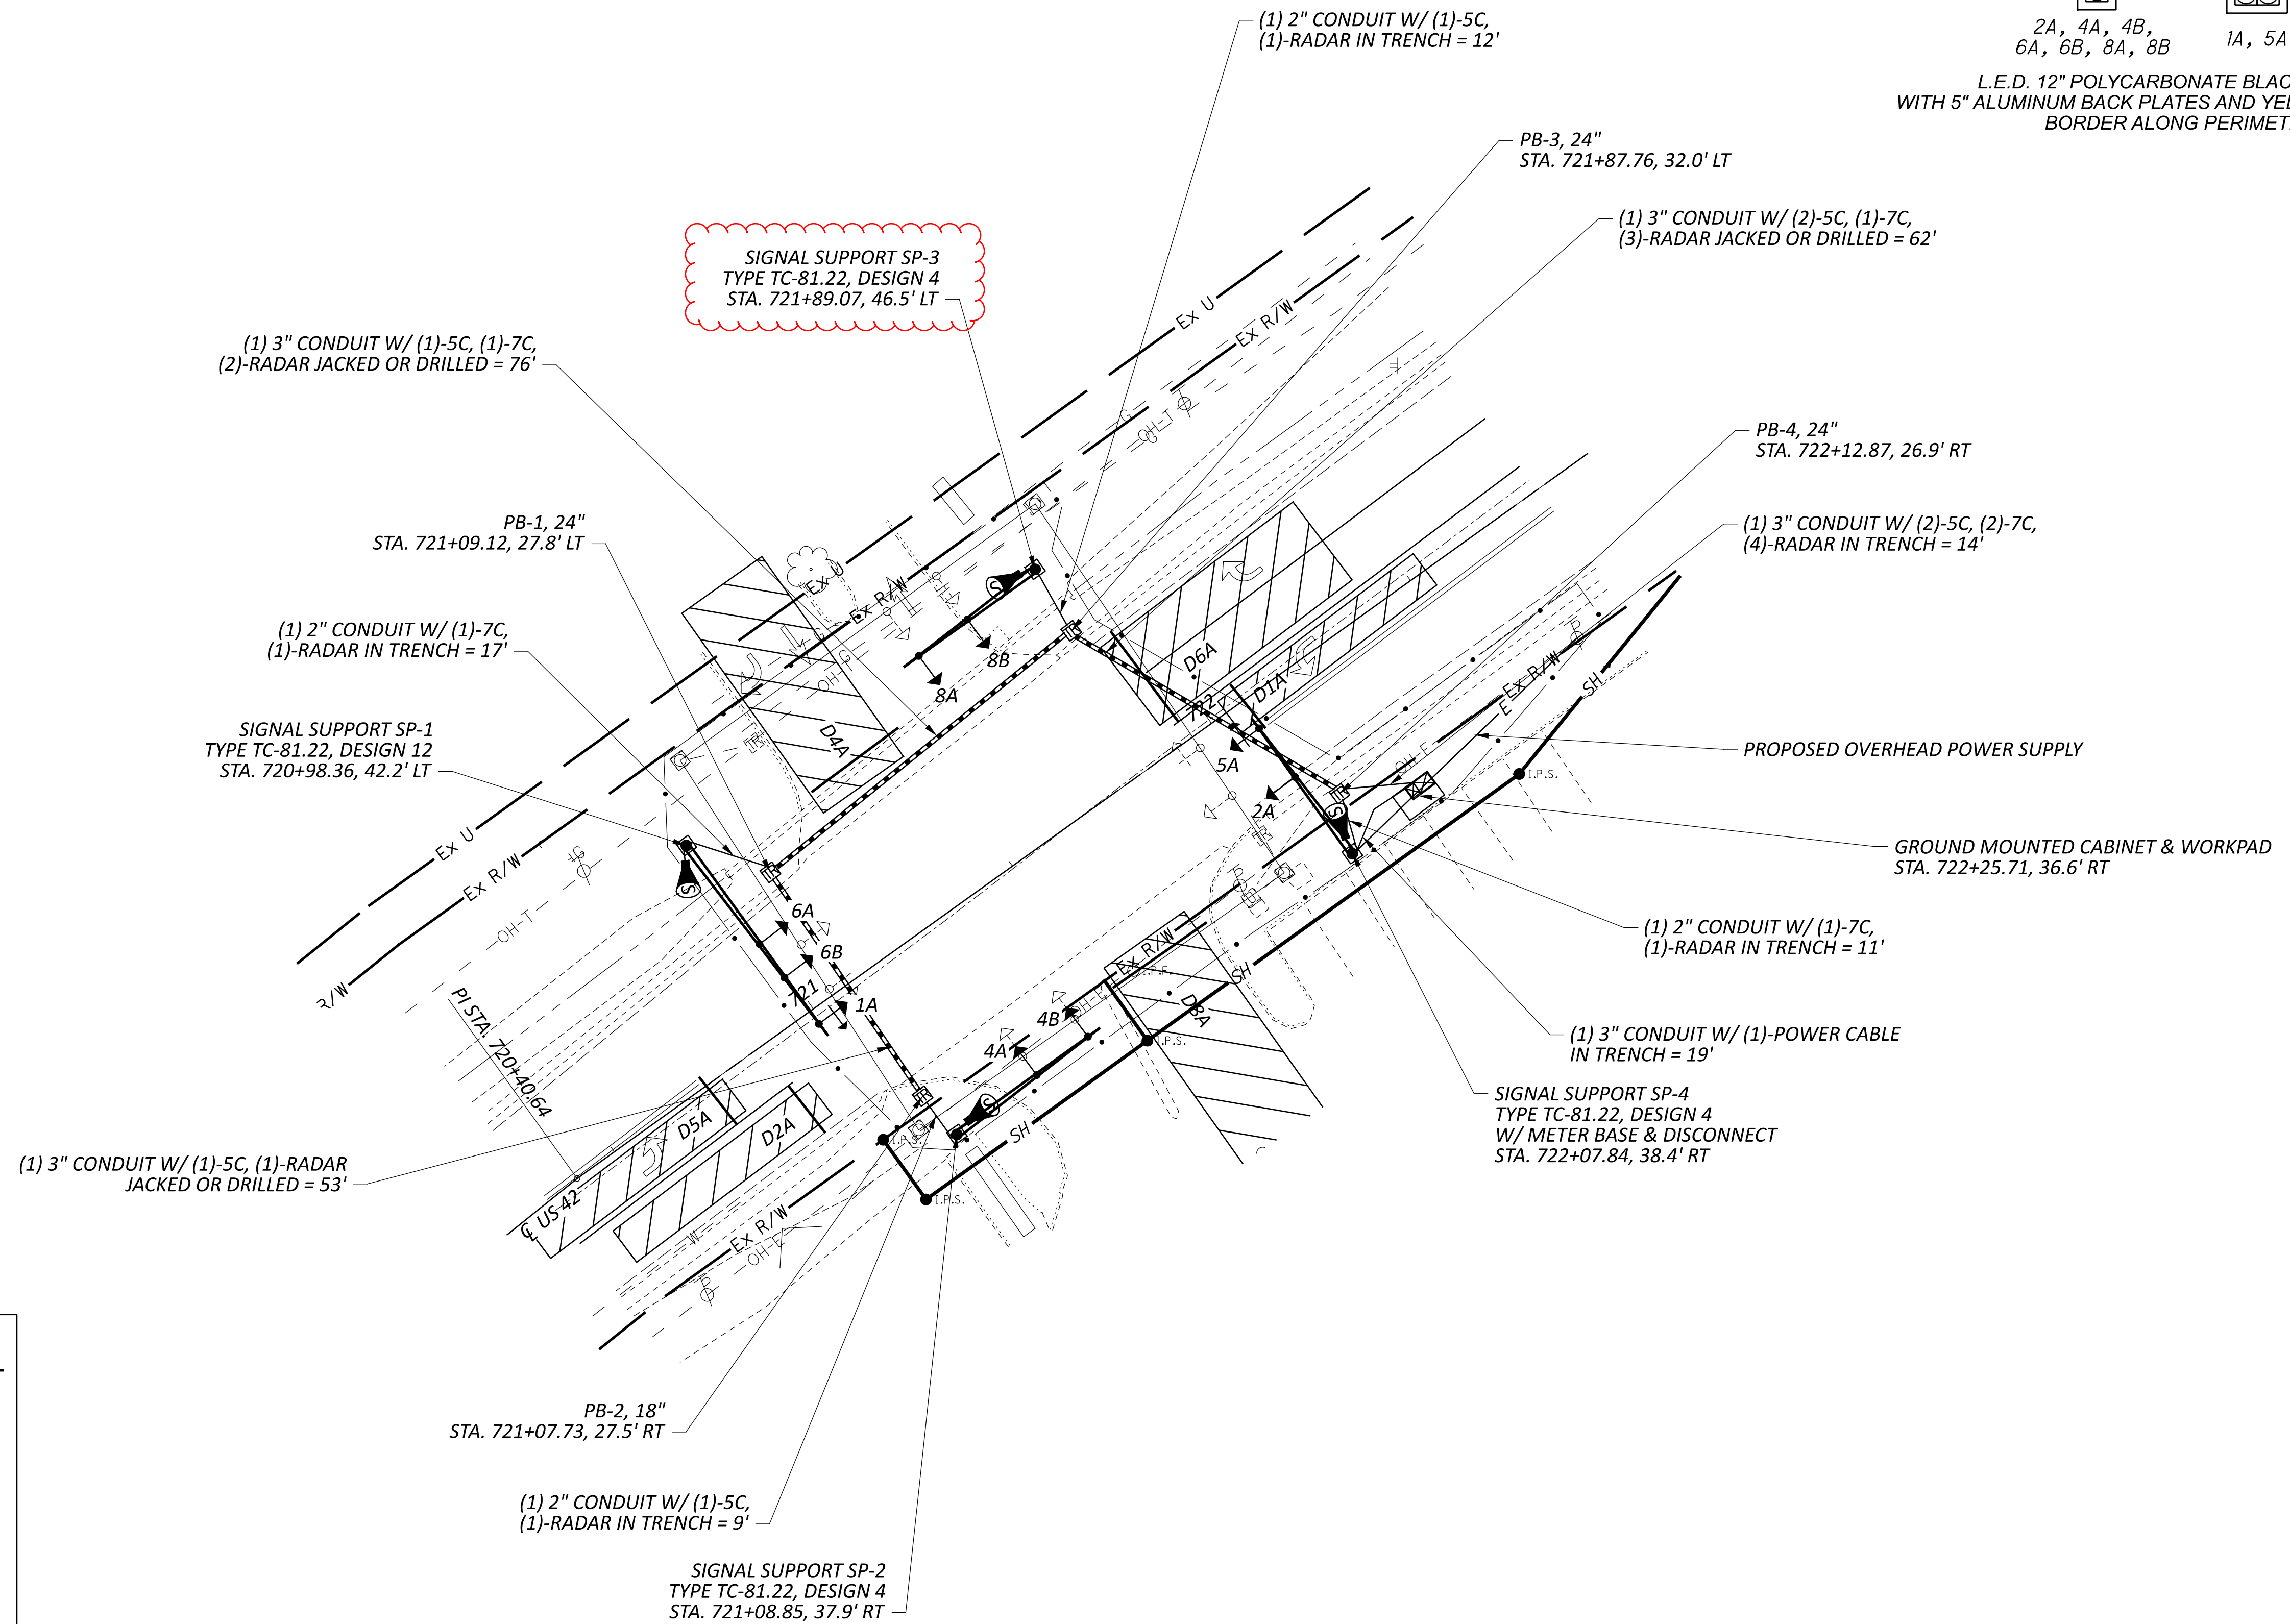 (1) 2" CONDUIT W/ (1)-5C,
(1)-RADAR IN TRENCH = 12'
2A, 4A, 4B,
6A, 6B, 8A, 8B
1A, 5A
L.E.D. 12" POLYCARBONATE
WITH 5" ALUMINUM BACK PLATES AND
BORDER ALONG
PB-3, 24"
STA. 721+87.76, 32.0' LT
(1) 3" CONDUIT W/ (2)-5C, (1)-7C,
(3)-RADAR JACKED OR DRILLED = 62'
SIGNAL SUPPORT SP-3
TYPE TC-81.22, DESIGN 4
STA. 721+89.07, 46.5' LT
(1) 3" CONDUIT W/ (1)-5C, (1)-7C,
(2)-RADAR JACKED OR DRILLED = 76'
PB-4, 24"
STA. 722+12.87, 26.9' RT
PB-1, 24"
STA. 721+09.12, 27.8' LT
(1) 3" CONDUIT W/ (2)-5C, (2)-7C,
(4)-RADAR IN TRENCH = 14'
(1) 2" CONDUIT W/ (1)-7C,
(1)-RADAR IN TRENCH = 17'
SIGNAL SUPPORT SP-1
TYPE TC-81.22, DESIGN 12
STA. 720+98.36, 42.2' LT
PROPOSED OVERHEAD POWER SUPPLY
GROUND MOUNTED CABINET & WORKPAD
STA. 722+25.71, 36.6' RT
(1) 2" CONDUIT W/ (1)-7C,
(1)-RADAR IN TRENCH = 11'
(1) 3" CONDUIT W/ (1)-POWER CABLE
IN TRENCH = 19'
SIGNAL SUPPORT SP-4
TYPE TC-81.22, DESIGN 4
W/ METER BASE & DISCONNECT
STA. 722+07.84, 38.4' RT
(1) 3" CONDUIT W/ (1)-5C, (1)-RADAR
JACKED OR DRILLED = 53'
PB-2, 18"
STA. 721+07.73, 27.5' RT
(1) 2" CONDUIT W/ (1)-5C,
(1)-RADAR IN TRENCH = 9'
SIGNAL SUPPORT SP-2
TYPE TC-81.22, DESIGN 4
STA. 721+08.85, 37.9' RT
Ex U
Ex R/W
G
OH-T
G
Ex U
Ex R/W
S
8B
8A
D4A
OH-T
D6A
D1A
722
5A
2A
S
OH-E
E
Ex R/W
SH
I.P.S.
Ex U
Ex R/W
OH-T
R/W
S
6A
6B
721
1A
PI STA. 720+40.64
4B
4A
Ex R/W
I.P.F.
D8A
SH
I.P.S.
D5A
D2A
S
SH
I.P.S.
I.P.S.
℄ US 42
W
Ex R/W
OH-E